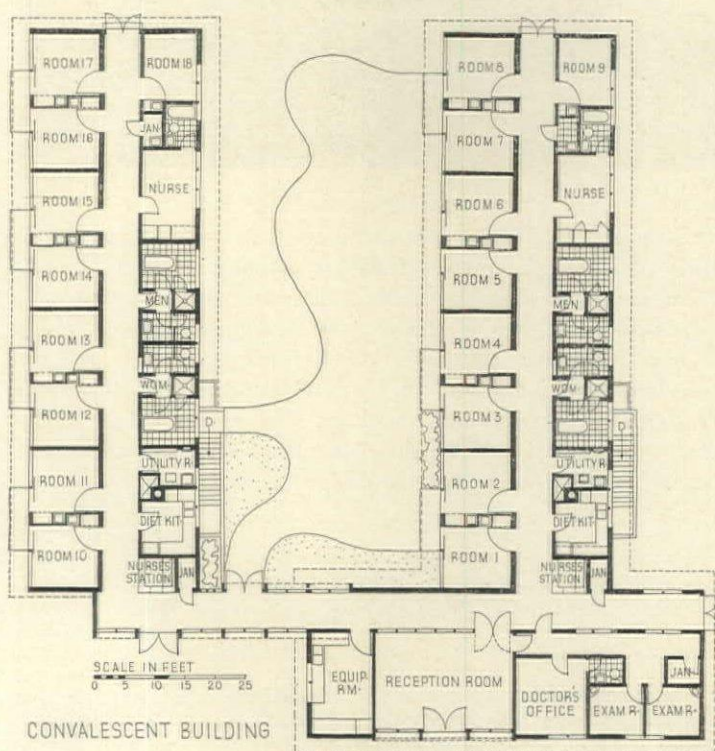 ROOM 17
ROOM 18
ROOM 16
JAN.
ROOM 15
NURSE
ROOM 14
MEN
ROOM 13
WOM.
ROOM 12
D
ROOM 11
UTILITY R.
DIET KIT.
ROOM 10
NURSES
STATION
JAN
ROOM 8
ROOM 9
ROOM 7
ROOM 6
NURSE
ROOM 5
MEN
ROOM 4
WOM.
ROOM 3
D
ROOM 2
UTILITY R.
DIET KIT.
ROOM 1
NURSES
STATION
JAN
SCALE IN FEET
0 5 10 15 20 25
EQUIP.
RM.
RECEPTION ROOM
DOCTOR'S
OFFICE
EXAM R.
EXAM R.
JAN.
CONVALESCENT BUILDING